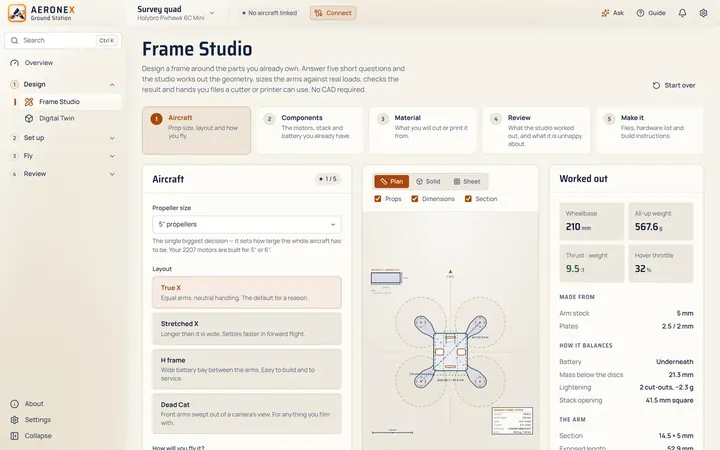 AERONEX
Ground Station
Survey quad
Holybro Pixhawk 6C Mini
No aircraft linked
Connect
Ask
Guide
Search
Ctrl K
Overview
1 Design
Frame Studio
Digital Twin
2 Set up
3 Fly
4 Review
About
Settings
Collapse
Frame Studio
Design a frame around the parts you already own. Answer five short questions and
the studio works out the geometry, sizes the arms against real loads, checks the
result and hands you files a cutter or printer can use. No CAD required.
Start over
1 Aircraft
Prop size, layout and how
you fly.
2 Components
The motors, stack and
battery you already have.
3 Material
What you will cut or print it
from.
4 Review
What the studio worked
out, and what it is unhappy
about.
5 Make it
Files, hardware list and
build instructions.
Aircraft
1 / 5
Propeller size
5" propellers
The single biggest decision — it sets how large the whole aircraft has
to be. Your 2207 motors are built for 5" or 6".
Layout
True X
Equal arms, neutral handling. The default for a reason.
Stretched X
Longer than it is wide. Settles faster in forward flight.
H frame
Wide battery bay between the arms. Easy to build and to
service.
Dead Cat
Front arms swept out of a camera's view. For anything you film
with.
How will you fly it?
Plan
Solid
Sheet
Props
Dimensions
Section
Worked out
Wheelbase
210 mm
All-up weight
567.6 g
Thrust : weight
9.5 :1
Hover throttle
32 %
MADE FROM
Arm stock
5 mm
Plates
2.5 / 2 mm
HOW IT BALANCES
Battery
Underneath
Mass below the discs
21.3 mm
Lightening
2 cut-outs, −2.3 g
Stack opening
41.5 mm square
THE ARM
Section
14.5 × 5 mm
Exposed length
52.9 mm